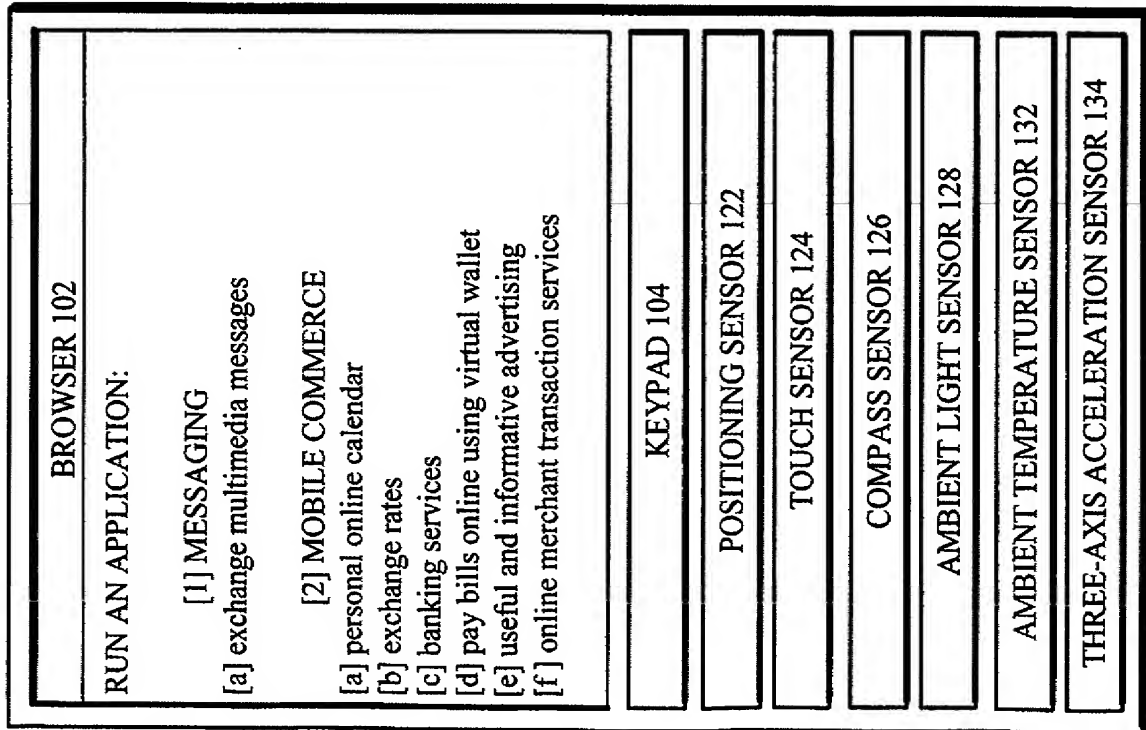 BROWSER 102
RUN AN APPLICATION:
[1] MESSAGING
[a] exchange multimedia messages
[2] MOBILE COMMERCE
[a] personal online calendar
[b] exchange rates
[c] banking services
[d] pay bills online using virtual wallet
[e] useful and informative advertising
[f] online merchant transaction services
KEYPAD 104
POSITIONING SENSOR 122
TOUCH SENSOR 124
COMPASS SENSOR 126
AMBIENT LIGHT SENSOR 128
AMBIENT TEMPERATURE SENSOR 132
THREE-AXIS ACCELERATION SENSOR 134